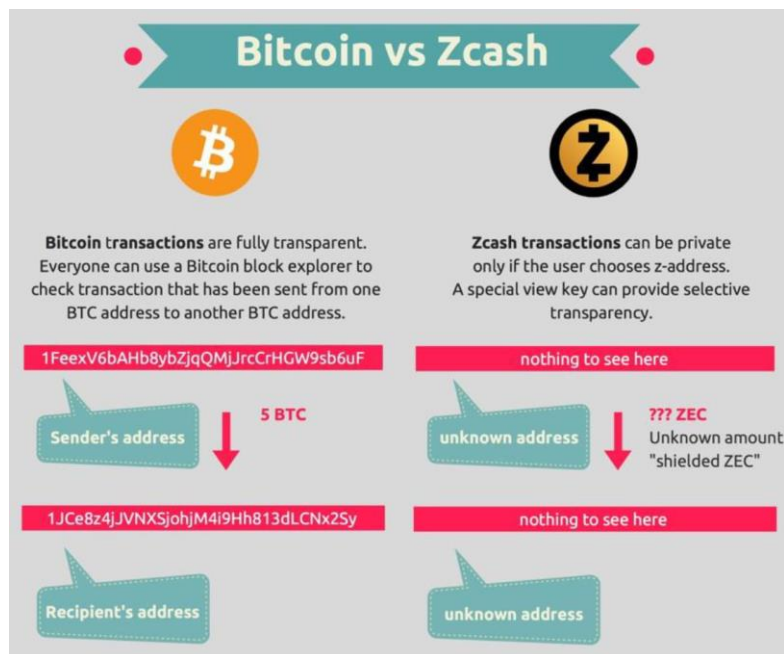 Bitcoin vs Zcash
Bitcoin transactions are fully transparent.
Everyone can use a Bitcoin block explorer to
check transaction that has been sent from one
BTC address to another BTC address.
1FeexV6bAHb8ybZjqQMjJrcCrHGW9sb6uF
Sender's address
5 BTC
1JCe8z4jJVNXSjohjM4i9Hh813dLCNx2Sy
Recipient's address
Zcash transactions can be private
only if the user chooses z-address.
A special view key can provide selective
transparency.
nothing to see here
unknown address
??? ZEC
Unknown amount
"shielded ZEC"
nothing to see here
unknown address